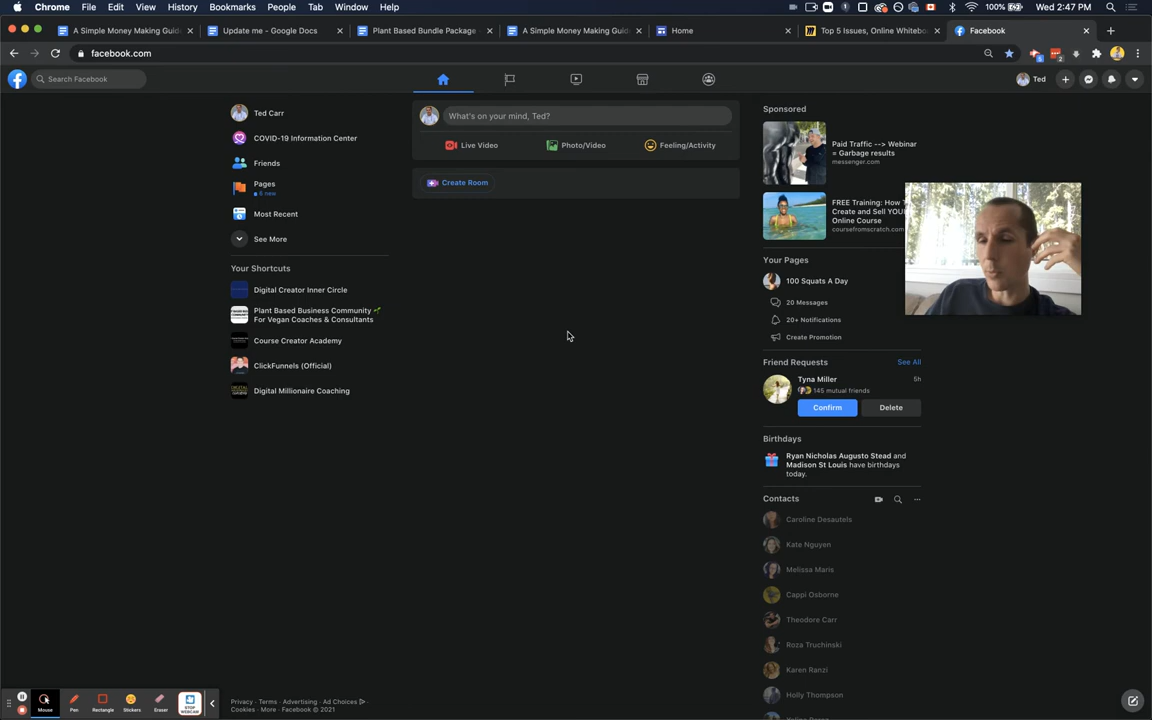 Chrome File Edit View History Bookmarks People Tab Window Help
100% Wed 2:47 PM
A Simple Money Making Guid
Update me - Google Docs
Plant Based Bundle Package
A Simple Money Making Guid
Home
Top 5 Issues, Online Whiteboa
Facebook
facebook.com
Search Facebook
Ted
Ted Carr
COVID-19 Information Center
Friends
Pages
6 new
Most Recent
See More
Your Shortcuts
Digital Creator Inner Circle
Plant Based Business Community
For Vegan Coaches & Consultants
Course Creator Academy
ClickFunnels (Official)
Digital Millionaire Coaching
What's on your mind, Ted?
Live Video
Photo/Video
Feeling/Activity
Create Room
Sponsored
Paid Traffic --> Webinar
= Garbage results
messenger.com
FREE Training: How T
Create and Sell YOU
Online Course
coursefromscratch.com
Your Pages
100 Squats A Day
20 Messages
20+ Notifications
Create Promotion
Friend Requests See All
Tyna Miller 5h
145 mutual friends
Confirm Delete
Birthdays
Ryan Nicholas Augusto Stead and
Madison St Louis have birthdays
today.
Contacts
Caroline Desautels
Kate Nguyen
Melissa Maris
Cappi Osborne
Theodore Carr
Roza Truchinski
Karen Ranzi
Holly Thompson
Privacy · Terms · Advertising · Ad Choices
Cookies · More · Facebook © 2021
Mouse Pen Rectangle Stickers Eraser
STOP
WEBCAM